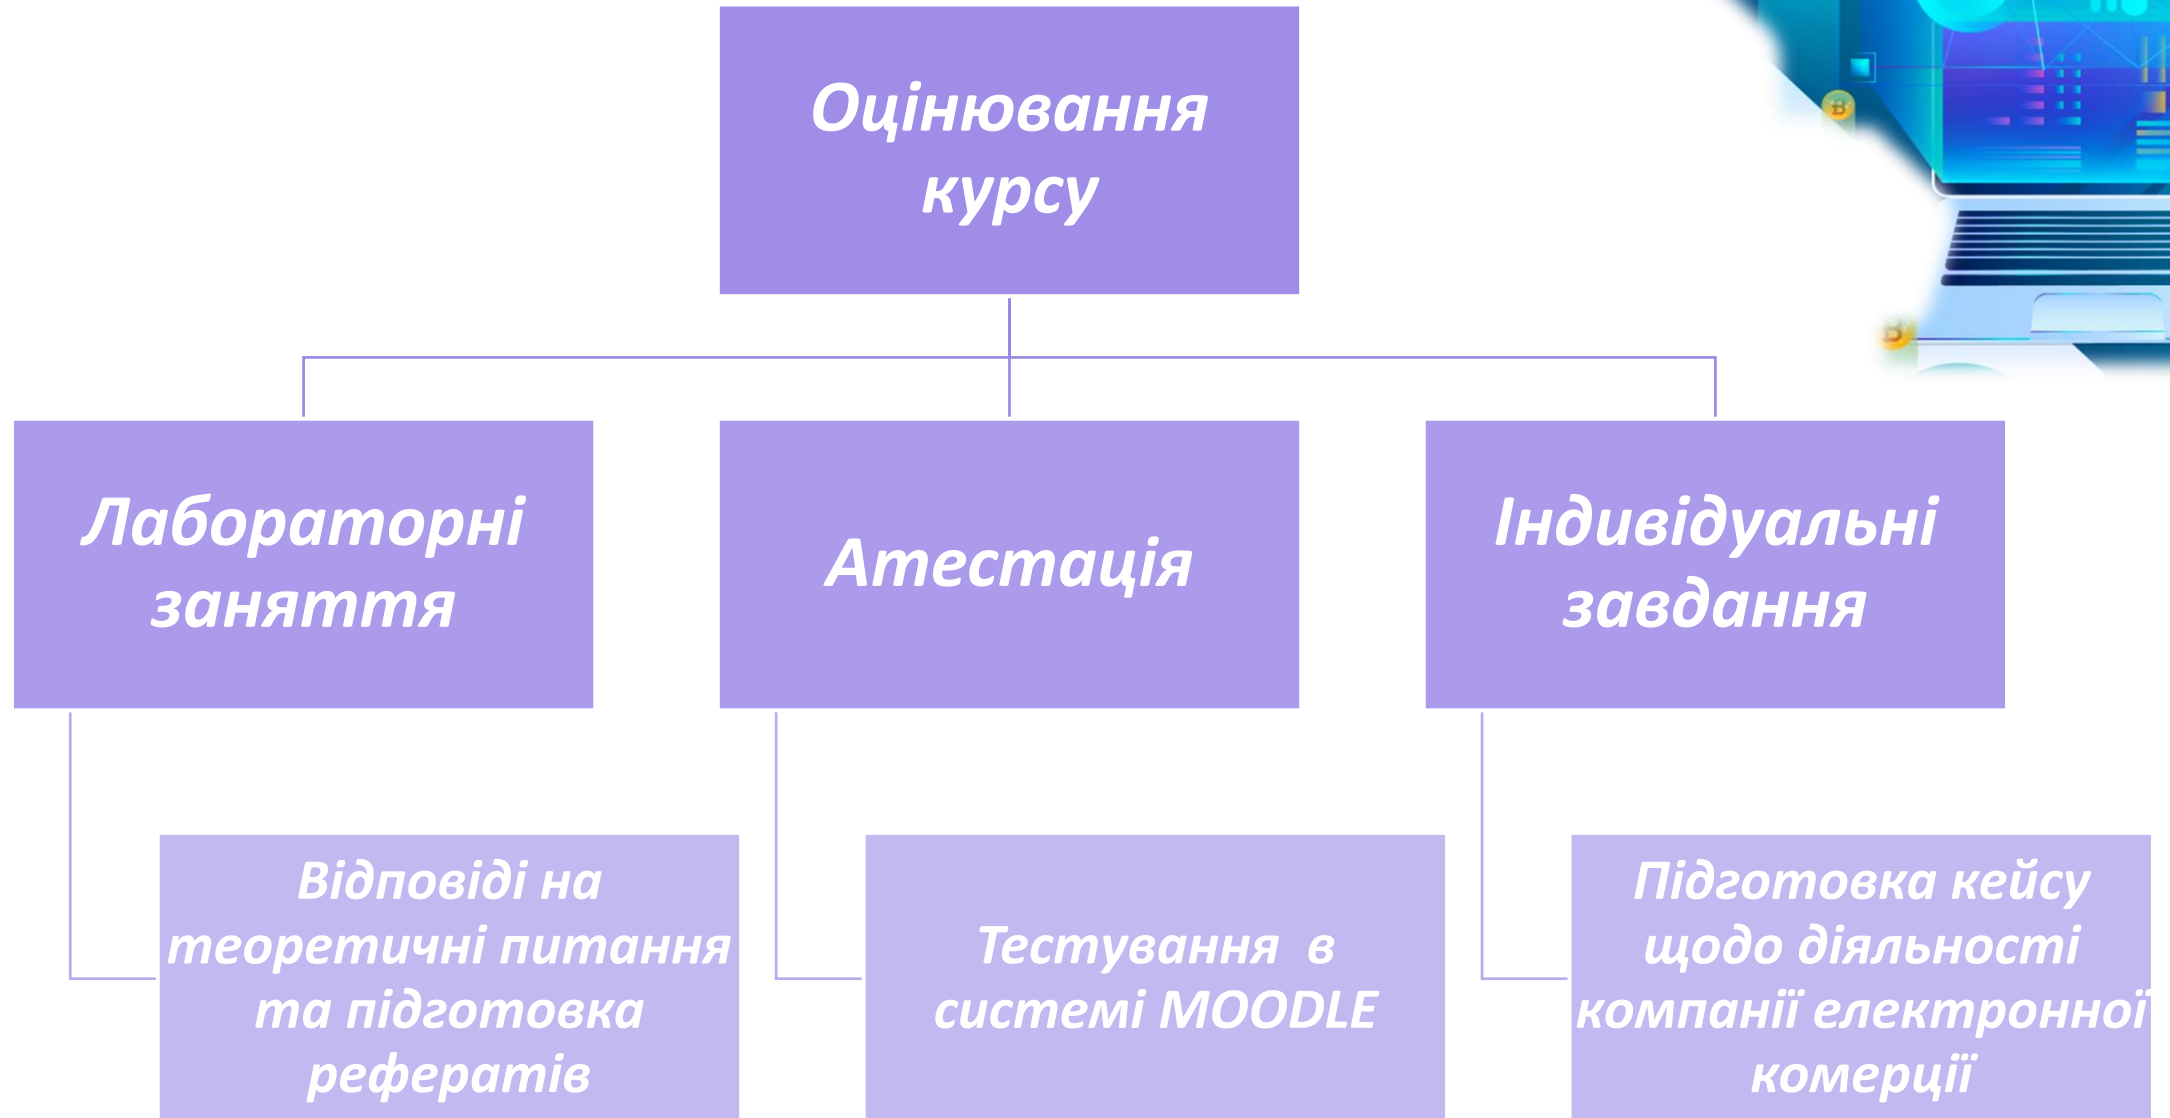 Оцінювання
курсу
Лабораторні
заняття
Атестація
Індивідуальні
завдання
Відповіді на
теоретичні питання
та підготовка
рефератів
Тестування в
системі MOODLE
Підготовка кейсу
щодо діяльності
компанії електронної
комерції